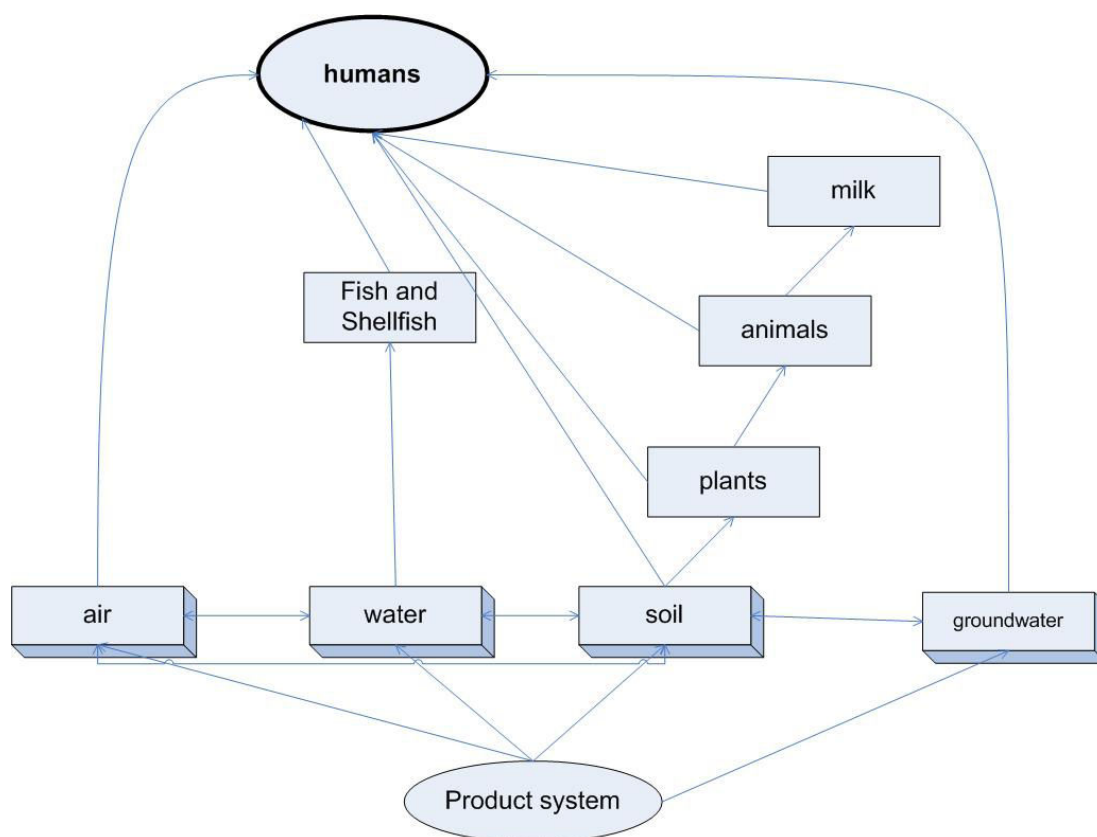 humans
milk
Fish and
Shellfish
animals
plants
air
water
soil
groundwater
Product system